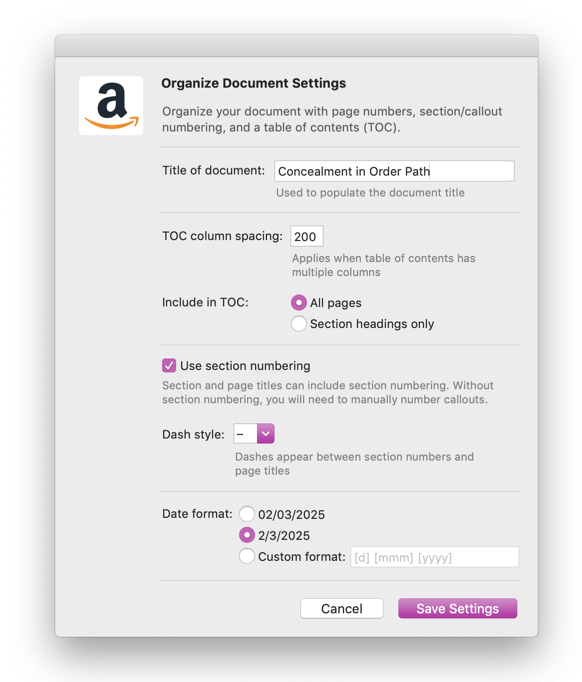 a
Organize Document Settings
Organize your document with page numbers, section/callout
numbering, and a table of contents (TOC).
Title of document: Concealment in Order Path
Used to populate the document title
TOC column spacing: 200
Applies when table of contents has
multiple columns
Include in TOC: All pages
Section headings only
Use section numbering
Section and page titles can include section numbering. Without
section numbering, you will need to manually number callouts.
Dash style: –
Dashes appear between section numbers and
page titles
Date format: 02/03/2025
2/3/2025
Custom format: [d] [mmm] [yyyy]
Cancel Save Settings